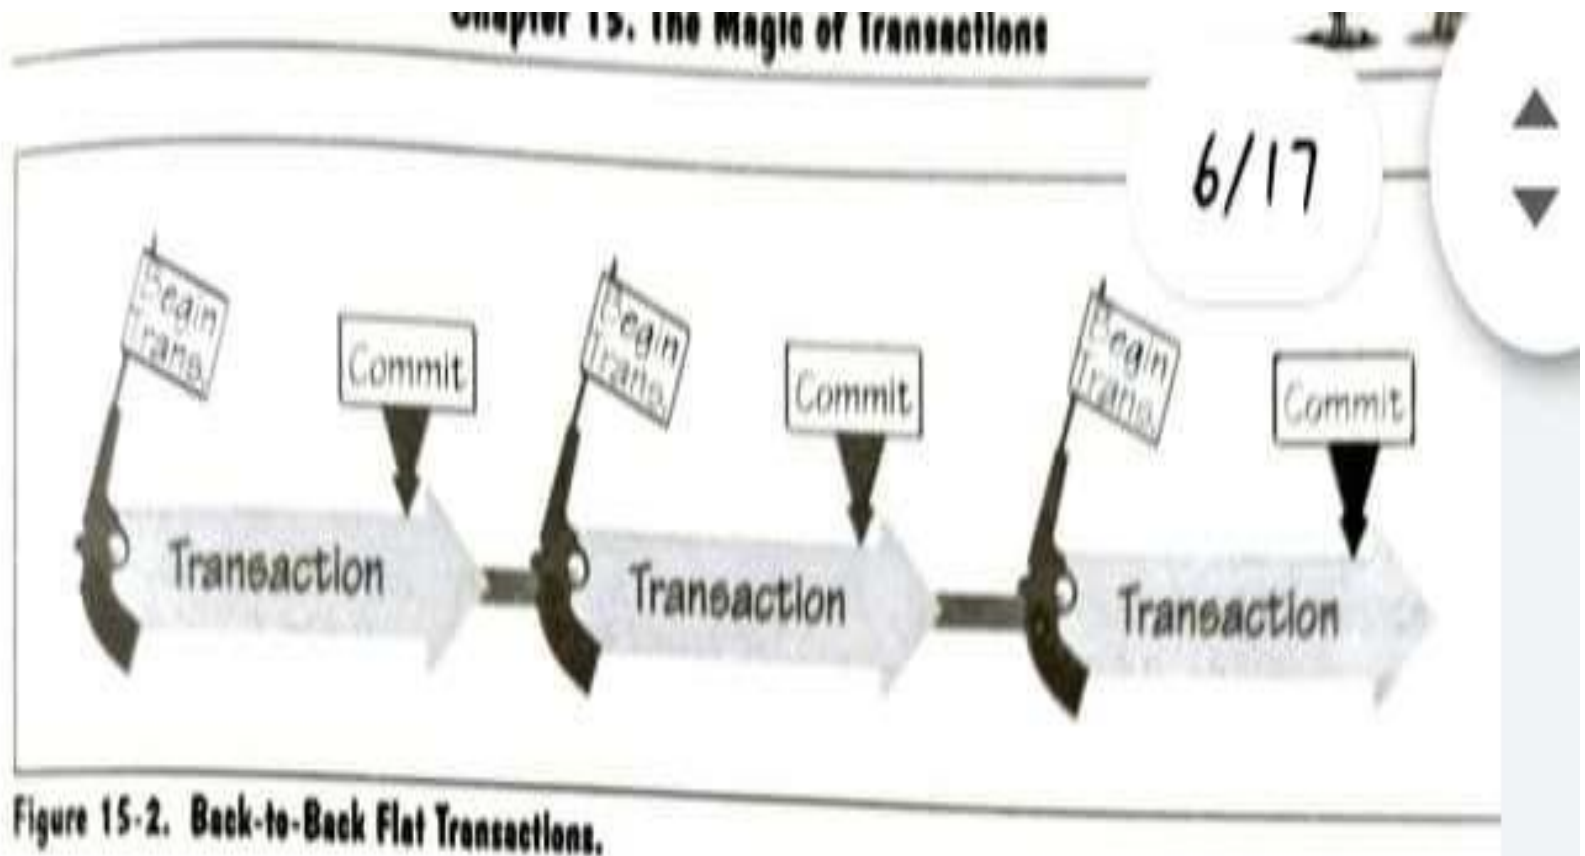 Chapter 15. The Magic of Transactions
6/17
Begin
Trans.
Commit
Begin
Trans.
Commit
Begin
Trans.
Commit
Transaction
Transaction
Transaction
Figure 15-2. Back-to-Back Flat Transactions.